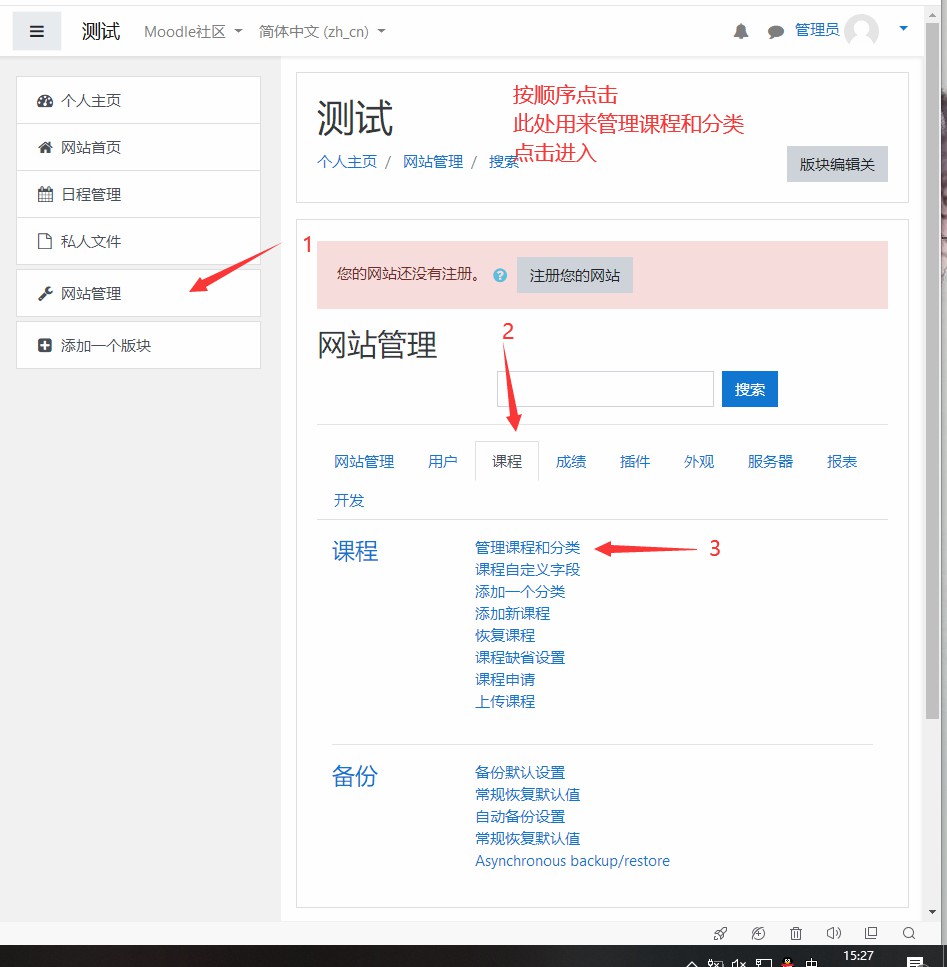 测试 Moodle社区 简体中文 (zh_cn) 管理员
个人主页
网站首页
日程管理
私人文件
网站管理
添加一个版块
测试
个人主页 / 网站管理 / 搜索
按顺序点击
此处用来管理课程和分类
点击进入
版块编辑关
1
您的网站还没有注册。 ? 注册您的网站
网站管理
2
搜索
网站管理 用户 课程 成绩 插件 外观 服务器 报表
开发
课程
管理课程和分类
3
课程自定义字段
添加一个分类
添加新课程
恢复课程
课程缺省设置
课程申请
上传课程
备份
备份默认设置
常规恢复默认值
自动备份设置
常规恢复默认值
Asynchronous backup/restore
中 15:27